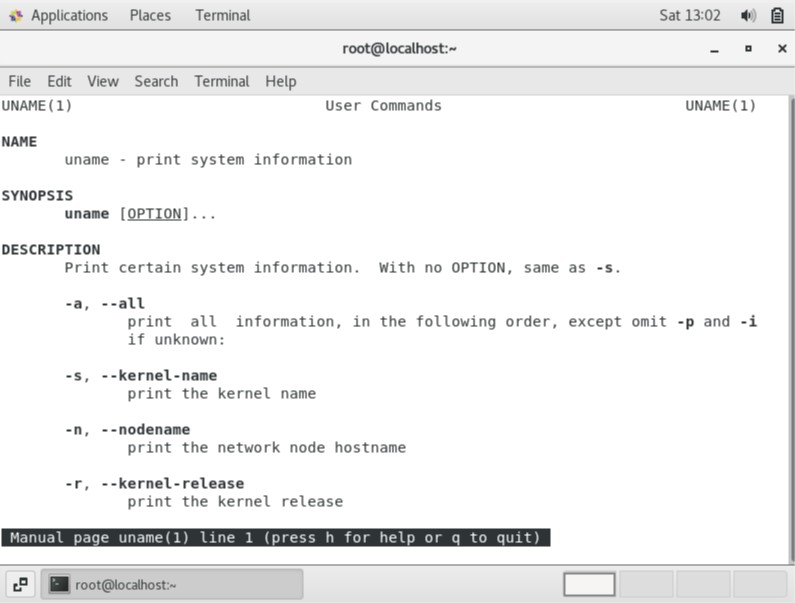 Applications Places Terminal Sat 13:02
root@localhost:~
File Edit View Search Terminal Help
UNAME(1) User Commands UNAME(1)
NAME
uname - print system information
SYNOPSIS
uname [OPTION]...
DESCRIPTION
Print certain system information.  With no OPTION, same as -s.
-a, --all
print  all  information, in the following order, except omit -p and -i
if unknown:
-s, --kernel-name
print the kernel name
-n, --nodename
print the network node hostname
-r, --kernel-release
print the kernel release
Manual page uname(1) line 1 (press h for help or q to quit)
root@localhost:~